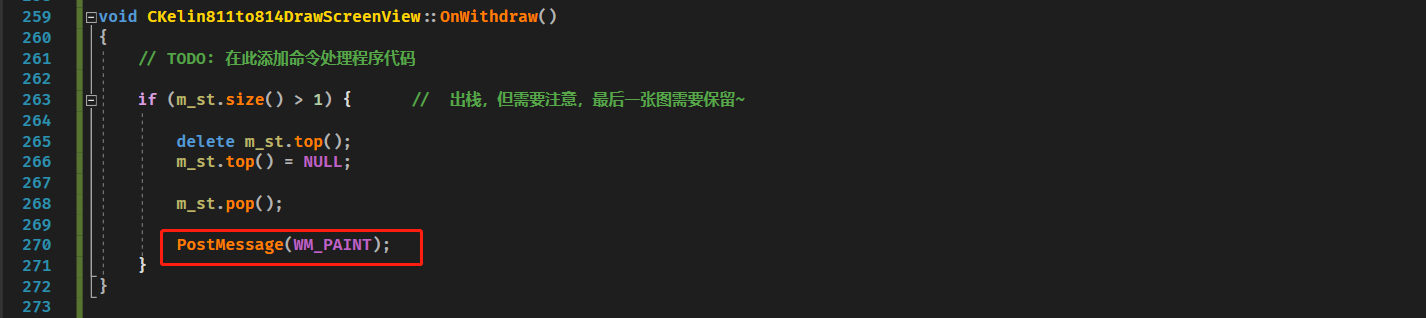 259 void CKelin811to814DrawScreenView::OnWithdraw()
260 {
261 // TODO: 在此添加命令处理程序代码
262
263 if (m_st.size() > 1) { // 出栈，但需要注意，最后一张图需要保留~
264
265 delete m_st.top();
266 m_st.top() = NULL;
267
268 m_st.pop();
269
270 PostMessage(WM_PAINT);
271 }
272 }
273